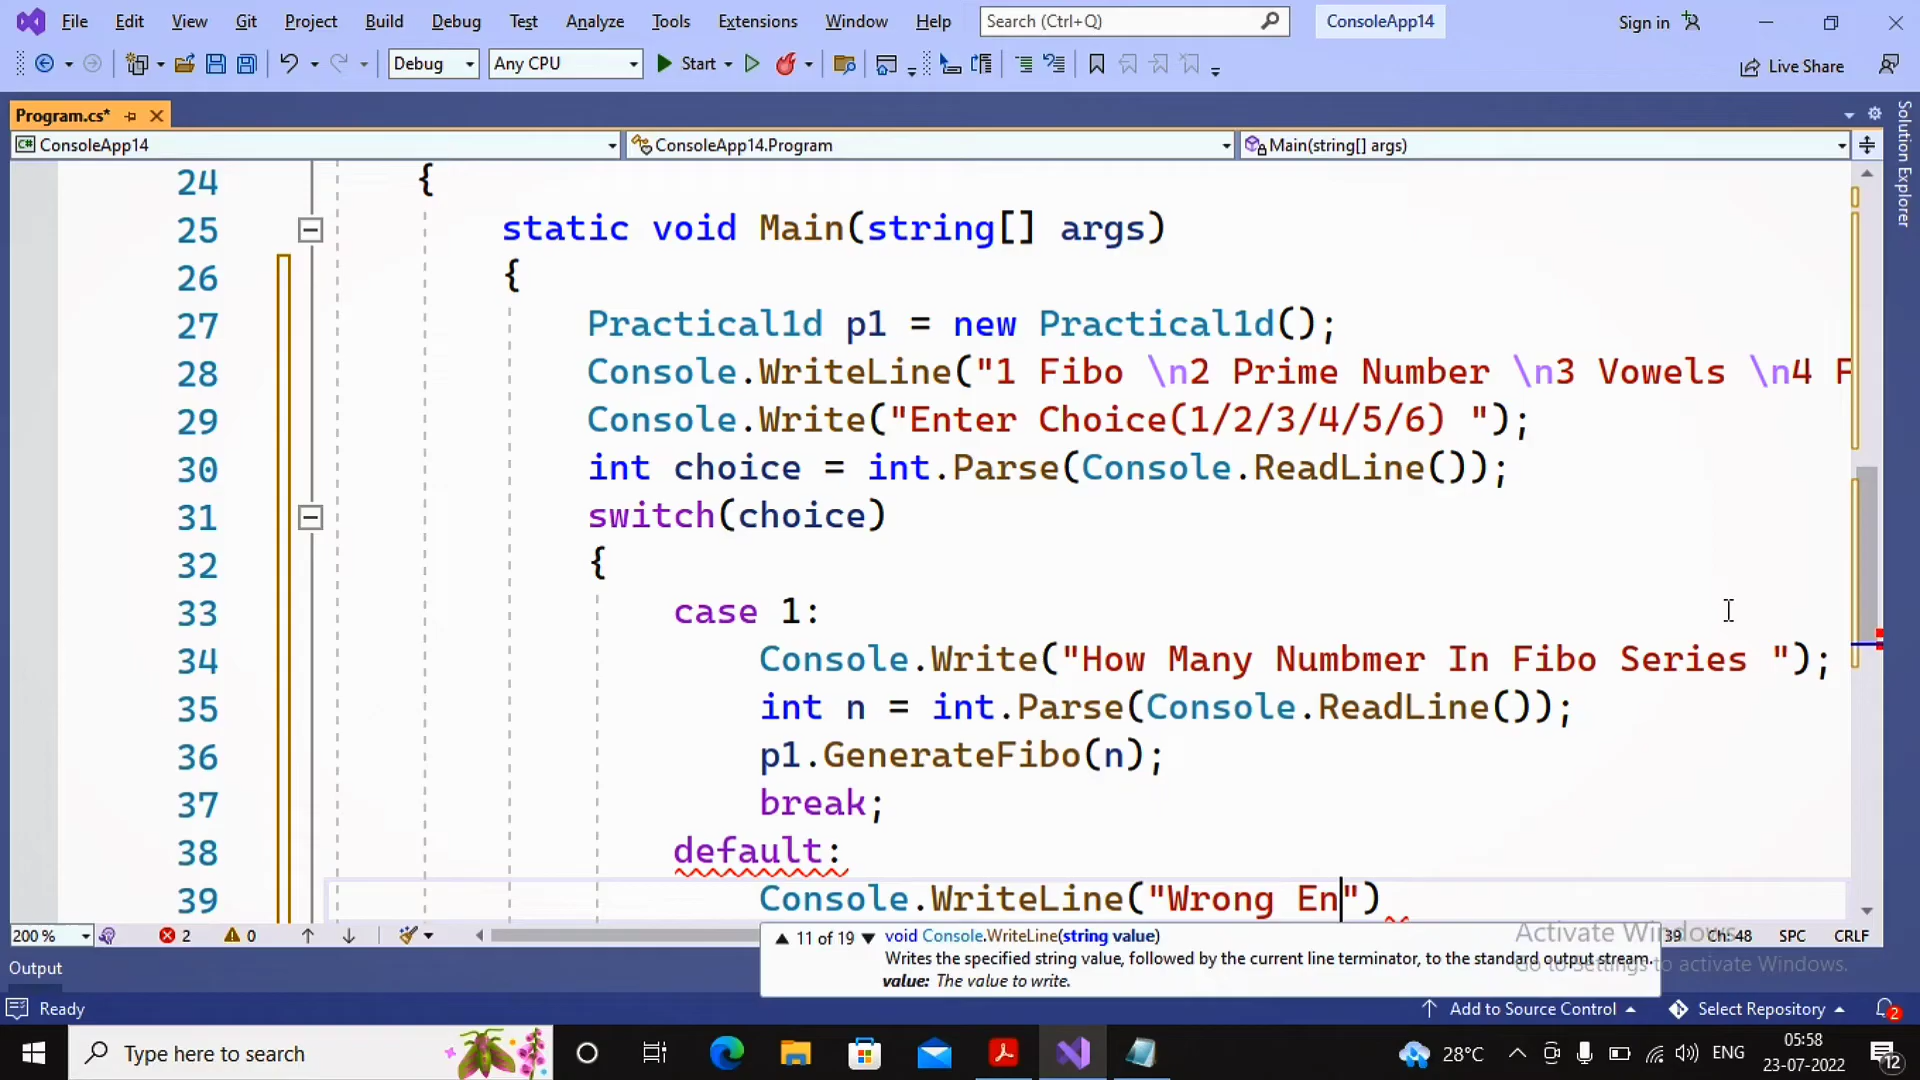 File Edit View Git Project Build Debug Test Analyze Tools Extensions Window Help Search (Ctrl+Q) ConsoleApp14 Sign in
Debug Any CPU Start Live Share
Program.cs*
ConsoleApp14 ConsoleApp14.Program Main(string[] args)
Solution Explorer
24 {
25 static void Main(string[] args)
26 {
27 Practical1d p1 = new Practical1d();
28 Console.WriteLine("1 Fibo \n2 Prime Number \n3 Vowels \n4 F
29 Console.Write("Enter Choice(1/2/3/4/5/6) ");
30 int choice = int.Parse(Console.ReadLine());
31 switch(choice)
32 {
33 case 1:
34 Console.Write("How Many Numbmer In Fibo Series ");
35 int n = int.Parse(Console.ReadLine());
36 p1.GenerateFibo(n);
37 break;
38 default:
39 Console.WriteLine("Wrong En")
200 % 2 0 39 Ch: 48 SPC CRLF
11 of 19 void Console.WriteLine(string value)
Writes the specified string value, followed by the current line terminator, to the standard output stream.
value: The value to write.
Activate Windows
Go to Settings to activate Windows.
Output
Ready Add to Source Control Select Repository 2
Type here to search 28°C ENG 05:58
23-07-2022 12